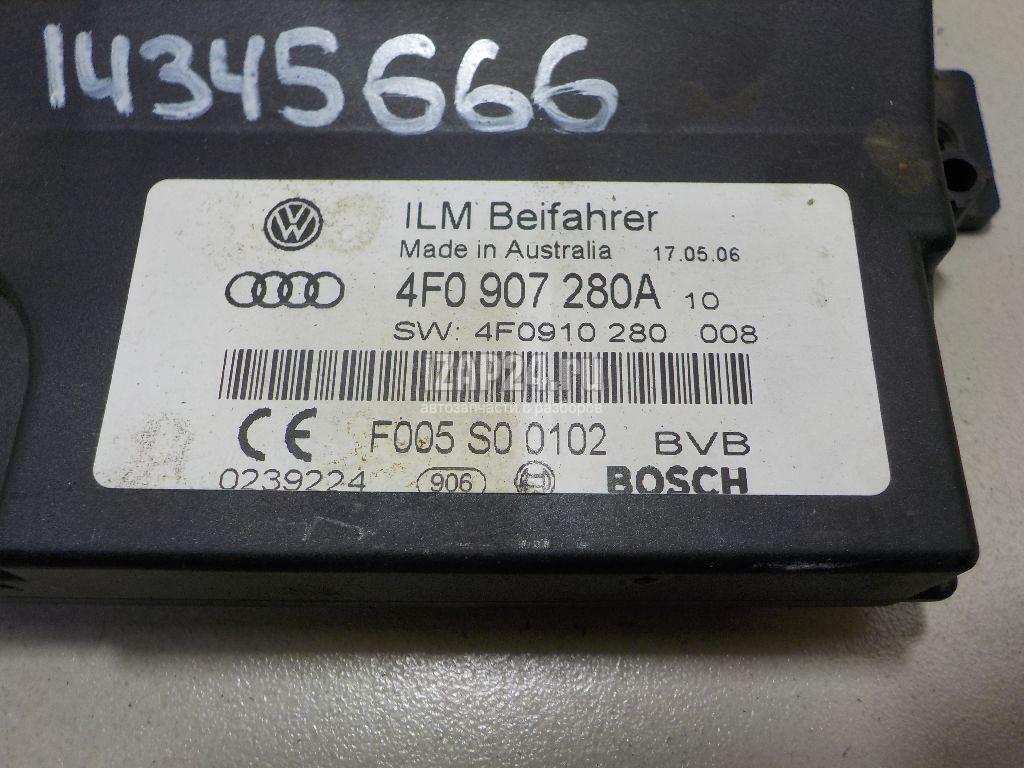 14345666
ILM Beifahrer
Made in Australia 17.05.06
4F0 907 280A 10
SW: 4F0910 280 008
IZAP24.ru
автозапчасти с разборов
CE F005 S0 0102 BVB
0239224 906 BOSCH